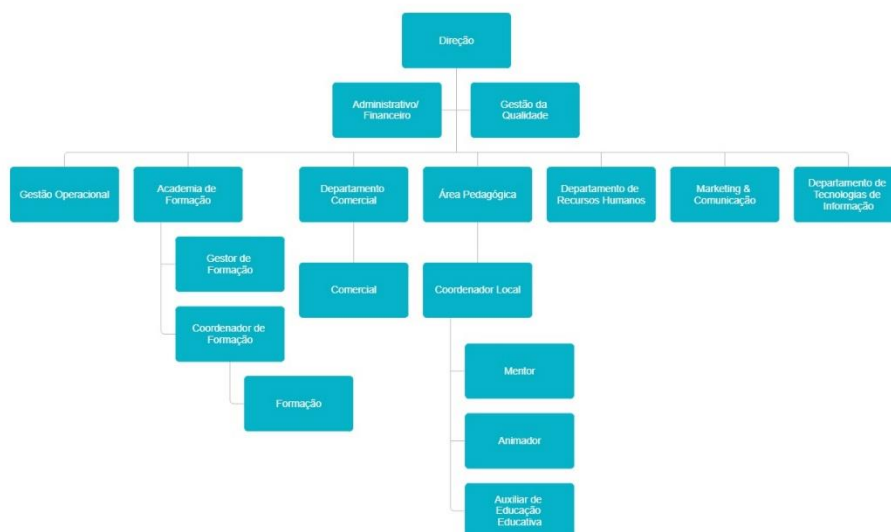 Direção
Administrativo/
Financeiro
Gestão da
Qualidade
Gestão Operacional
Academia de
Formação
Departamento
Comercial
Área Pedagógica
Departamento de
Recursos Humanos
Marketing &
Comunicação
Departamento de
Tecnologias de
Informação
Gestor de
Formação
Comercial
Coordenador Local
Coordenador de
Formação
Mentor
Formação
Animador
Auxiliar de
Educação
Educativa